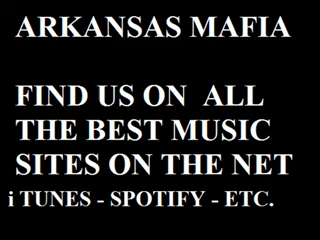 ARKANSAS MAFIA
FIND US ON ALL
THE BEST MUSIC
SITES ON THE NET
i TUNES - SPOTIFY - ETC.